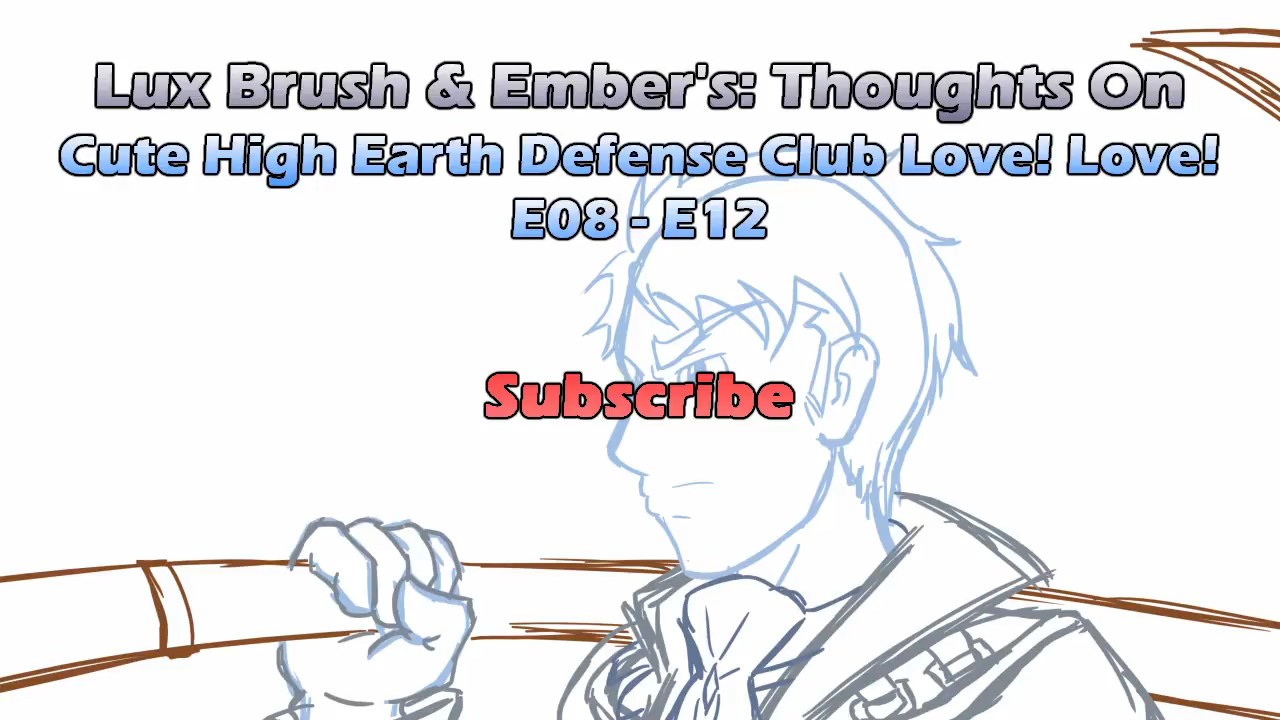 Lux Brush & Ember's: Thoughts On
Cute High Earth Defense Club Love! Love!
E08 - E12
Subscribe